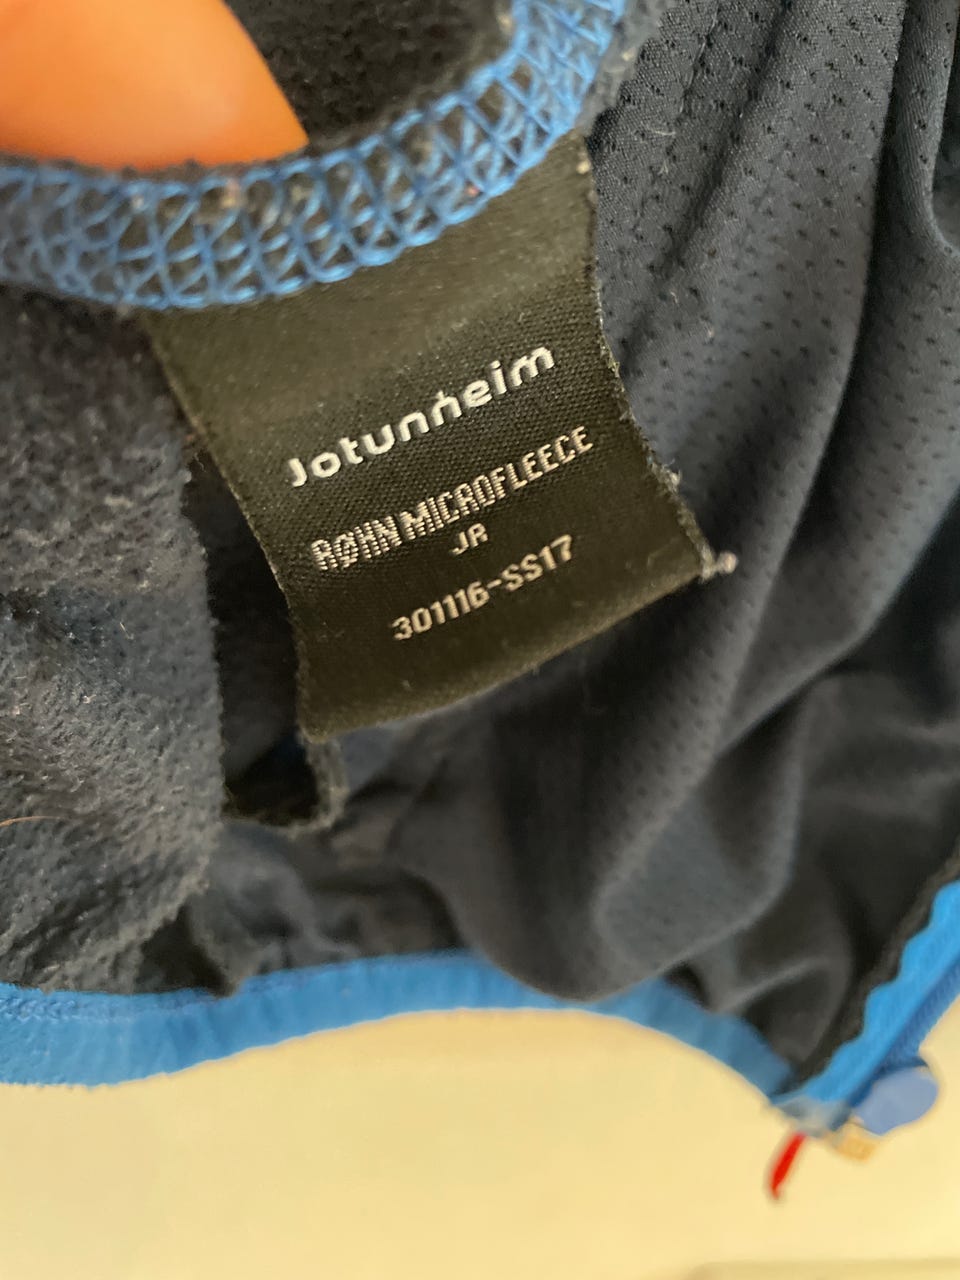 Jotunheim
RØHN MICROFLEECE
JR
301116-SS17